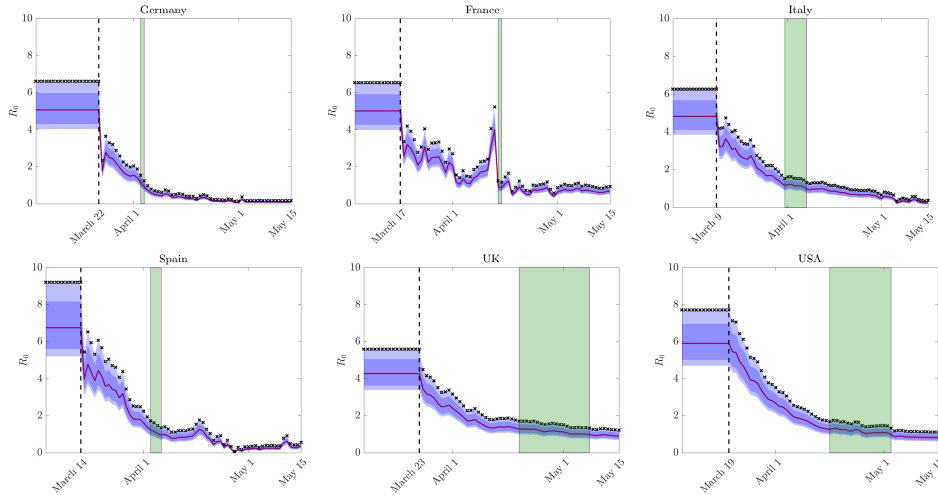 Germany
10
8
6
4
2
0
R0
March 22
April 1
May 1
May 15
France
10
8
6
4
2
0
R0
March 17
April 1
May 1
May 15
Italy
10
8
6
4
2
0
R0
March 9
April 1
May 1
May 15
Spain
10
8
6
4
2
0
R0
March 14
April 1
May 1
May 15
UK
10
8
6
4
2
0
R0
March 23
April 1
May 1
May 15
USA
10
8
6
4
2
0
R0
March 19
April 1
May 1
May 15